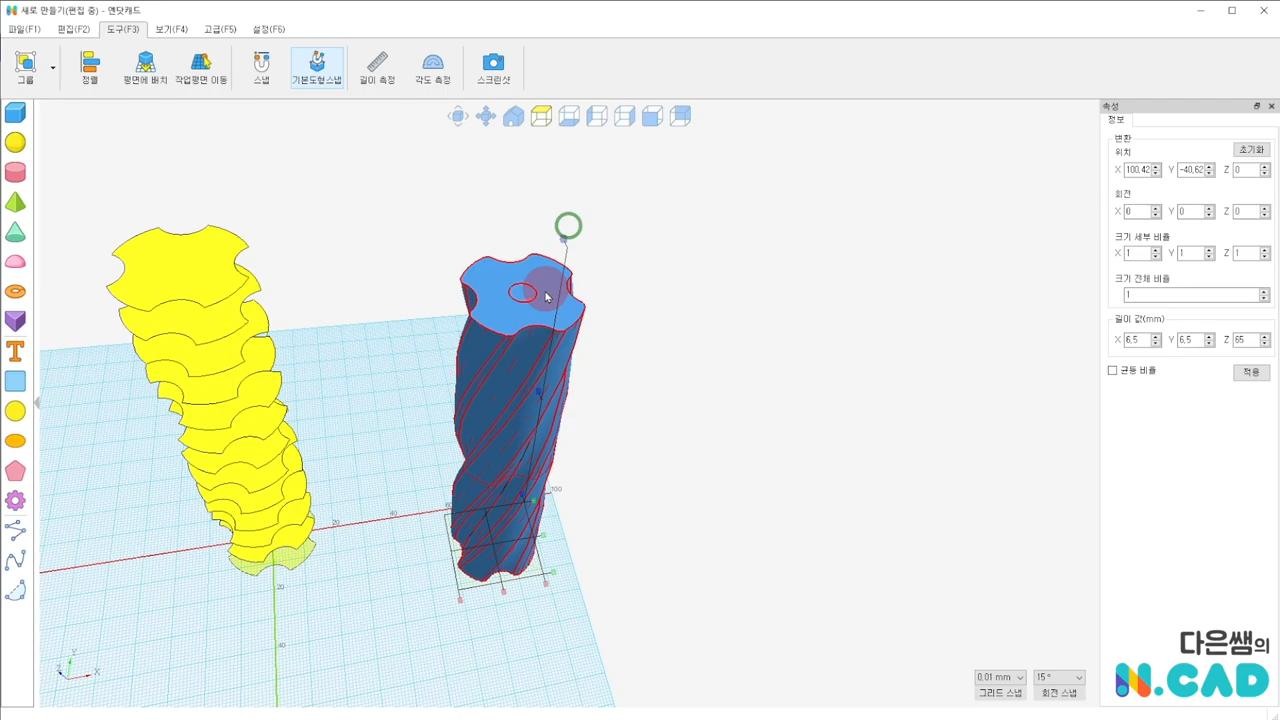 새로 만들기(편집 중) - 엔닷캐드
파일(F1) 편집(F2) 도구(F3) 보기(F4) 고급(F5) 설정(F6)
그룹 정렬 평면에 배치 작업평면 이동 스냅 기본도형스냅 길이 측정 각도 측정 스크린샷
속성
정보
변환
위치 초기화
X 100,42 Y -40,62 Z 0
회전
X 0 Y 0 Z 0
크기 세부 비율
X 1 Y 1 Z 1
크기 전체 비율
1
길이 값(mm)
X 6,5 Y 6,5 Z 65
균등 비율 적용
T
100
20 40
20
40
Y
Z X
0,01 mm 15 °
그리드 스냅 회전 스냅
다은쌤의
N.CAD